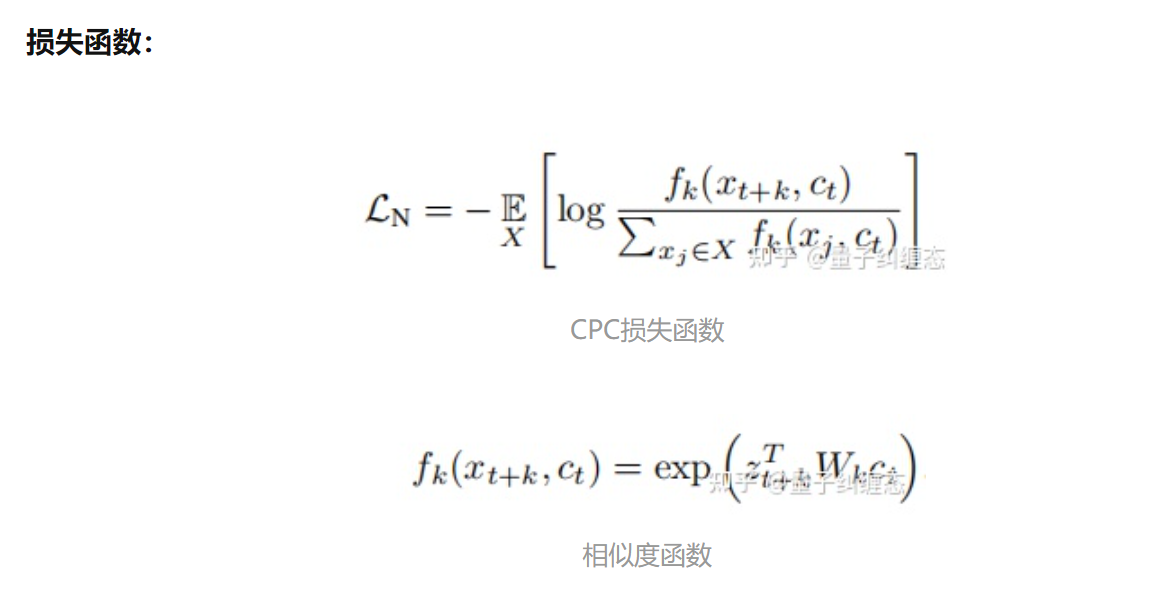 损失函数：
$\mathcal{L}_{\mathrm{N}} = -\underset{X}{\mathbb{E}}\left[\log \frac{f_k(x_{t+k}, c_t)}{\sum_{x_j \in X} f_k(x_j, c_t)}\right]$
知乎 @量子纠缠态
CPC损失函数
$f_k(x_{t+k}, c_t) = \exp\left(z_{t+k}^T W_k c_t\right)$
知乎 @量子纠缠态
相似度函数